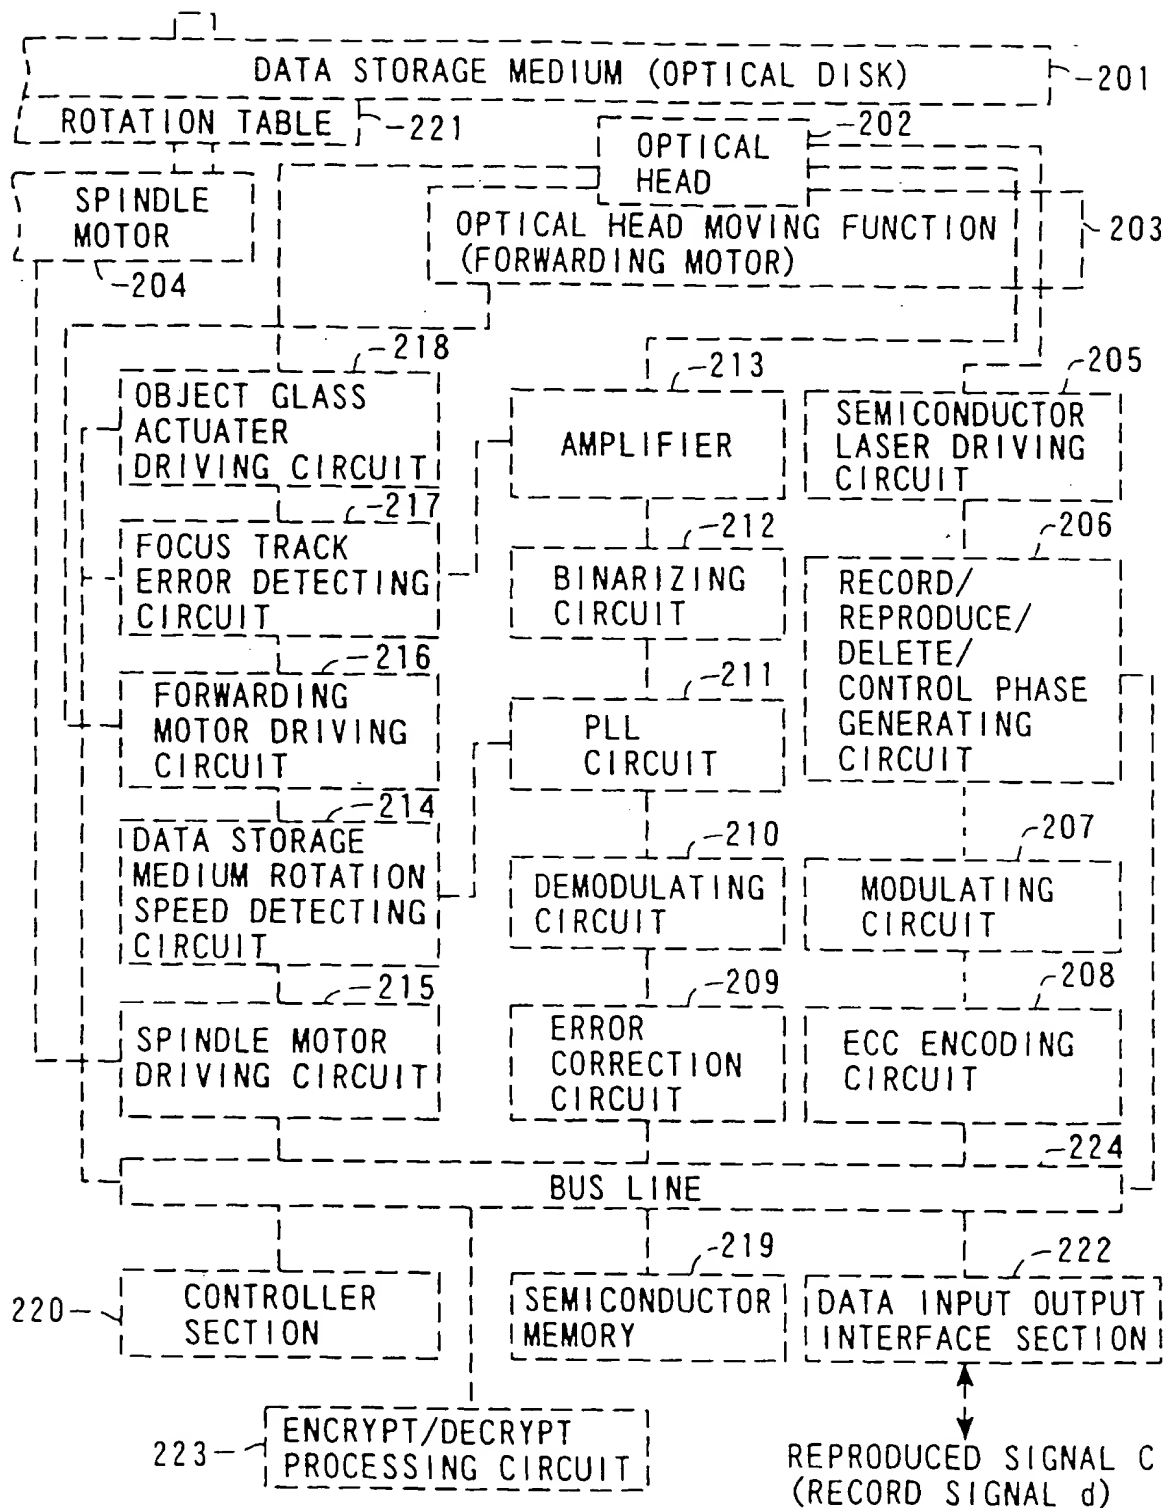 DATA STORAGE MEDIUM (OPTICAL DISK)
201
ROTATION TABLE
221
OPTICAL
HEAD
202
SPINDLE
MOTOR
204
OPTICAL HEAD MOVING FUNCTION
(FORWARDING MOTOR)
203
218
OBJECT GLASS
ACTUATER
DRIVING CIRCUIT
213
AMPLIFIER
205
SEMICONDUCTOR
LASER DRIVING
CIRCUIT
217
FOCUS TRACK
ERROR DETECTING
CIRCUIT
212
BINARIZING
CIRCUIT
206
RECORD/
REPRODUCE/
DELETE/
CONTROL PHASE
GENERATING
CIRCUIT
216
FORWARDING
MOTOR DRIVING
CIRCUIT
211
PLL
CIRCUIT
214
DATA STORAGE
MEDIUM ROTATION
SPEED DETECTING
CIRCUIT
210
DEMODULATING
CIRCUIT
207
MODULATING
CIRCUIT
215
SPINDLE MOTOR
DRIVING CIRCUIT
209
ERROR
CORRECTION
CIRCUIT
208
ECC ENCODING
CIRCUIT
224
BUS LINE
220
CONTROLLER
SECTION
219
SEMICONDUCTOR
MEMORY
222
DATA INPUT OUTPUT
INTERFACE SECTION
223
ENCRYPT/DECRYPT
PROCESSING CIRCUIT
REPRODUCED SIGNAL C
(RECORD SIGNAL d)